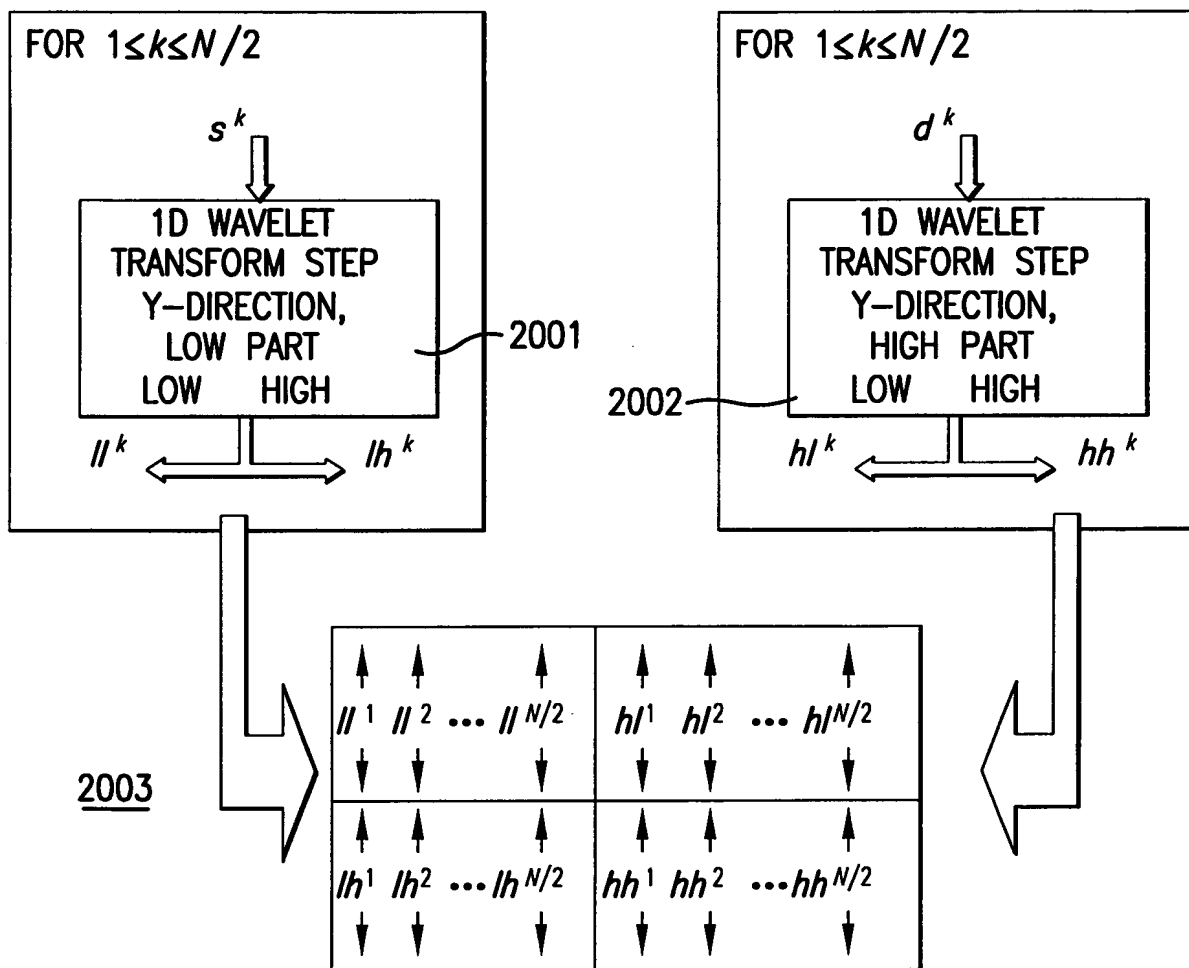 FOR 1≤k≤N/2
s^k
1D WAVELET
TRANSFORM STEP
Y-DIRECTION,
LOW PART
LOW HIGH
2001
ll^k
lh^k
FOR 1≤k≤N/2
d^k
1D WAVELET
TRANSFORM STEP
Y-DIRECTION,
HIGH PART
LOW HIGH
2002
hl^k
hh^k
ll^1 ll^2 ••• ll^N/2 hl^1 hl^2 ••• hl^N/2
2003
lh^1 lh^2 ••• lh^N/2 hh^1 hh^2 ••• hh^N/2